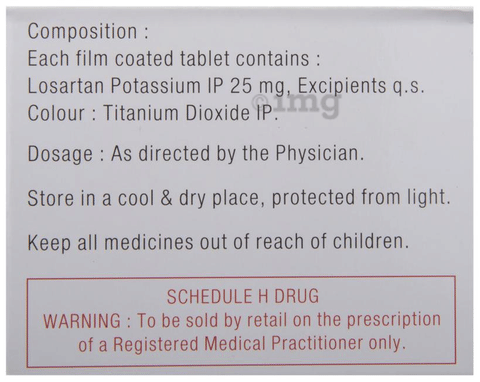 Composition :
Each film coated tablet contains :
Losartan Potassium IP 25 mg, Excipients q.s.
©img
Colour : Titanium Dioxide IP.
Dosage : As directed by the Physician.
Store in a cool & dry place, protected from light.
Keep all medicines out of reach of children.
SCHEDULE H DRUG
WARNING : To be sold by retail on the prescription
of a Registered Medical Practitioner only.